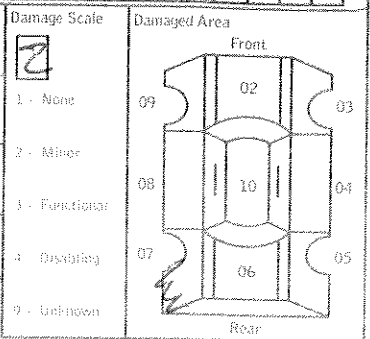 Damage Scale
2
1 - None
2 - Minor
3 - Functional
4 - Disabling
9 - Unknown
Damaged Area
Front
02
09
03
08
10
04
07
06
05
Rear